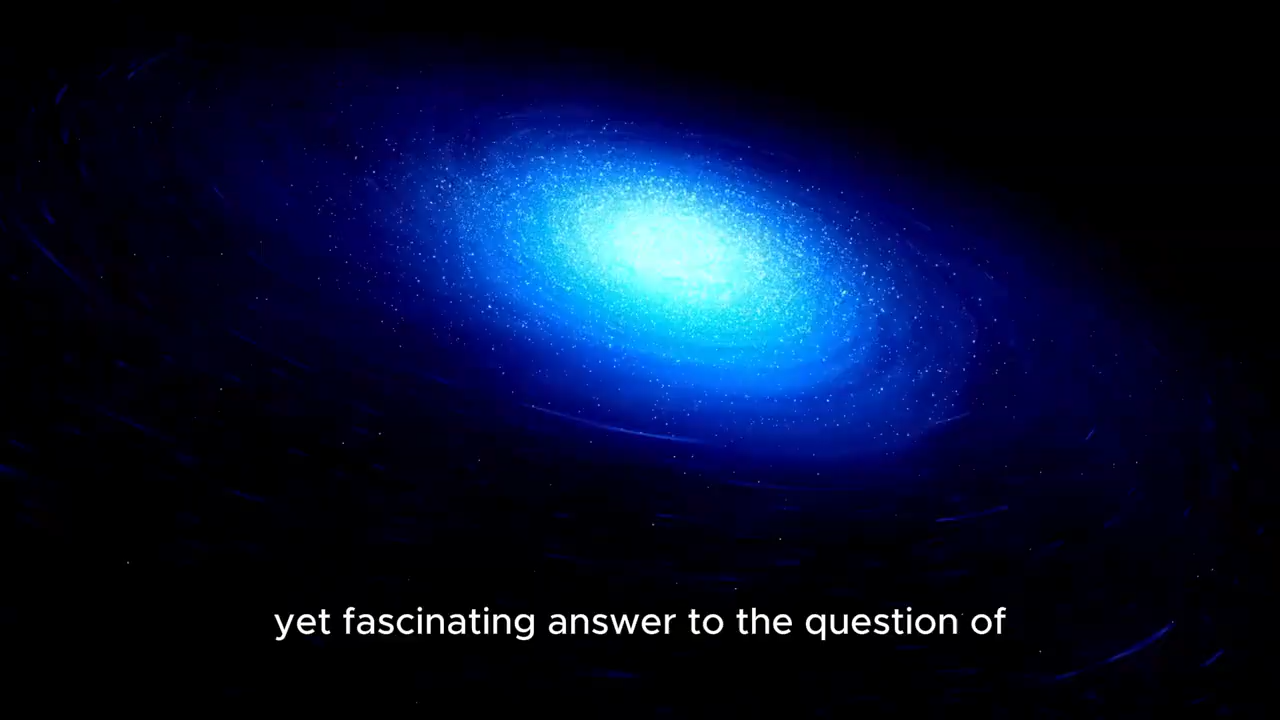 yet fascinating answer to the question of